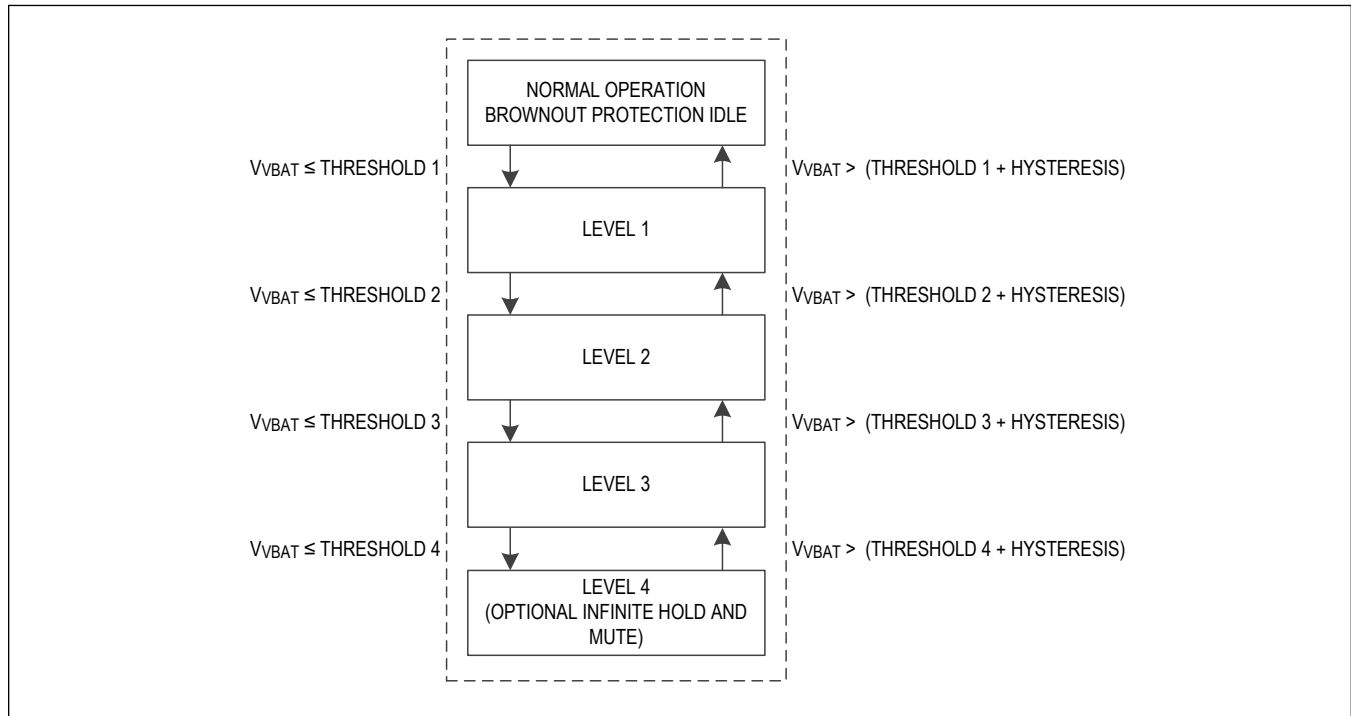 NORMAL OPERATION
BROWNOUT PROTECTION IDLE
VVBAT ≤ THRESHOLD 1
VVBAT > (THRESHOLD 1 + HYSTERESIS)
LEVEL 1
VVBAT ≤ THRESHOLD 2
VVBAT > (THRESHOLD 2 + HYSTERESIS)
LEVEL 2
VVBAT ≤ THRESHOLD 3
VVBAT > (THRESHOLD 3 + HYSTERESIS)
LEVEL 3
VVBAT ≤ THRESHOLD 4
VVBAT > (THRESHOLD 4 + HYSTERESIS)
LEVEL 4
(OPTIONAL INFINITE HOLD AND
MUTE)